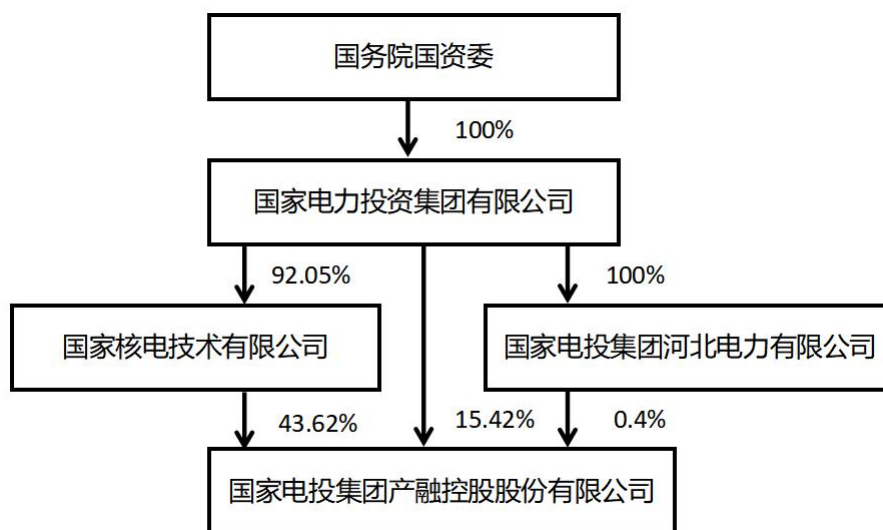 国务院国资委
100%
国家电力投资集团有限公司
92.05%
100%
国家核电技术有限公司
国家电投集团河北电力有限公司
43.62%
15.42%
0.4%
国家电投集团产融控股股份有限公司